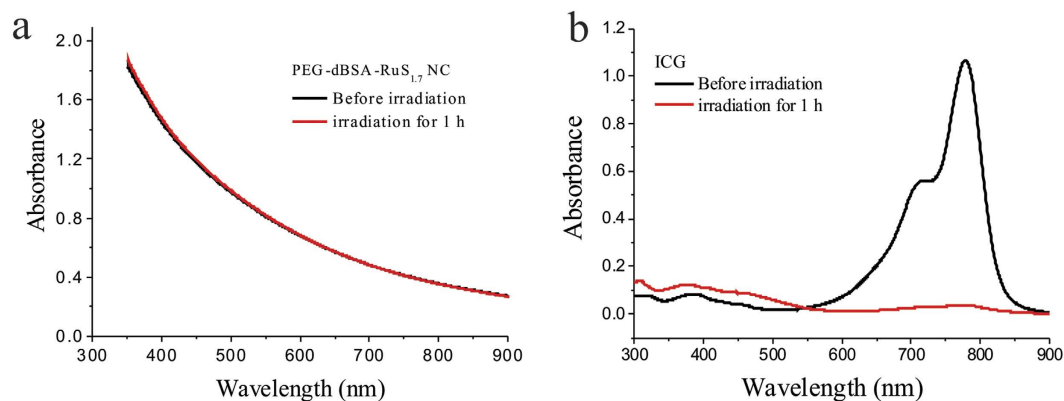 a
PEG-dBSA-RuS1.7 NC
Before irradiation
irradiation for 1 h
Absorbance
2.0
1.6
1.2
0.8
0.4
0.0
300 400 500 600 700 800 900
Wavelength (nm)
b
ICG
Before irradiation
irradiation for 1 h
Absorbance
1.2
1.0
0.8
0.6
0.4
0.2
0.0
300 400 500 600 700 800 900
Wavelength (nm)